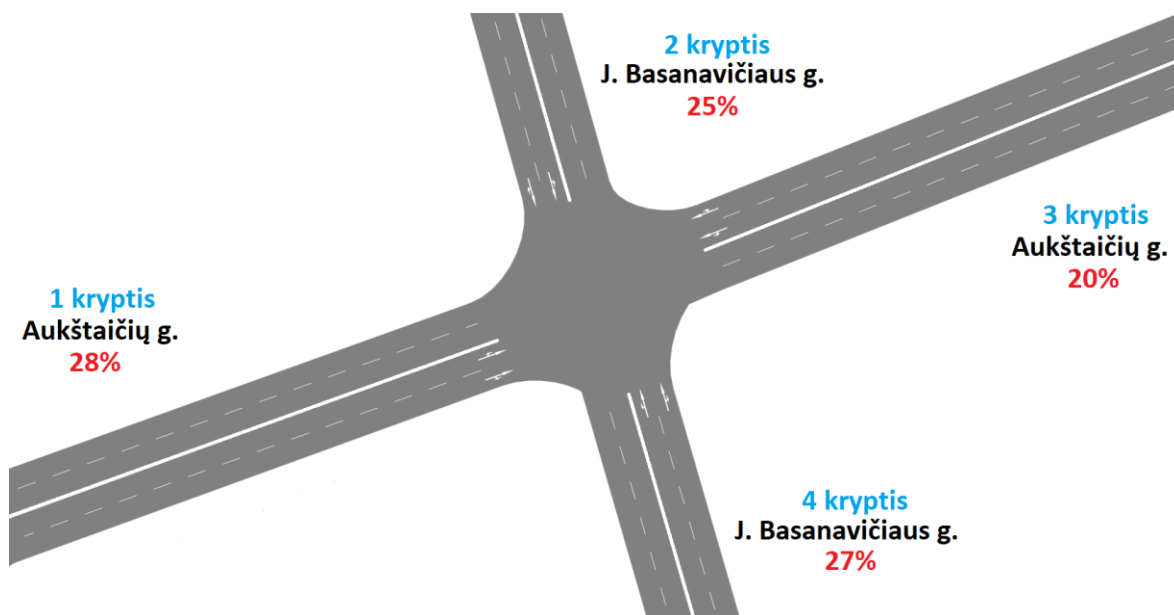 2 kryptis
J. Basanavičiaus g.
25%
3 kryptis
Aukštaičių g.
20%
1 kryptis
Aukštaičių g.
28%
4 kryptis
J. Basanavičiaus g.
27%